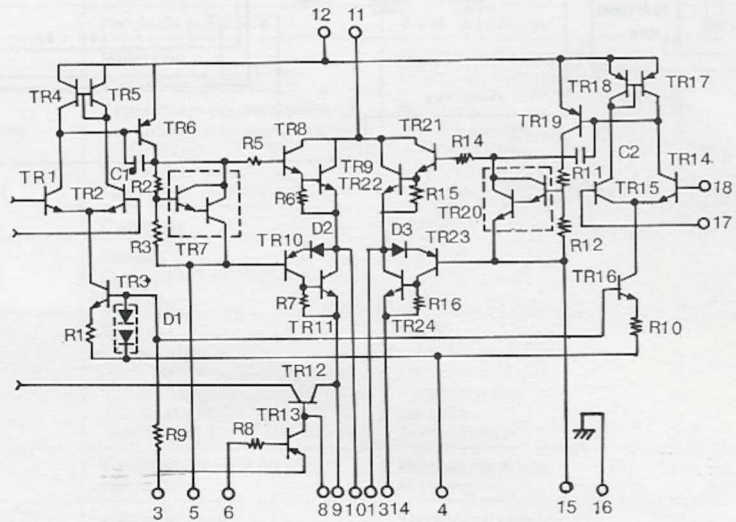 12 11
TR4 TR5 TR18 TR17
TR6 R5 TR8 TR21 R14 TR19
C1 TR9 C2
TR1 TR2 R2 TR22 R11 TR14
R6 R15 TR20 TR15 18
R3 TR7 D2 D3 R12 17
TR10 TR23
TR3 TR16
R7 R16
D1 TR11 TR24
R1 R10
TR12
TR13
R9 R8
3 5 6 8 9 10 1 13 14 4 15 16